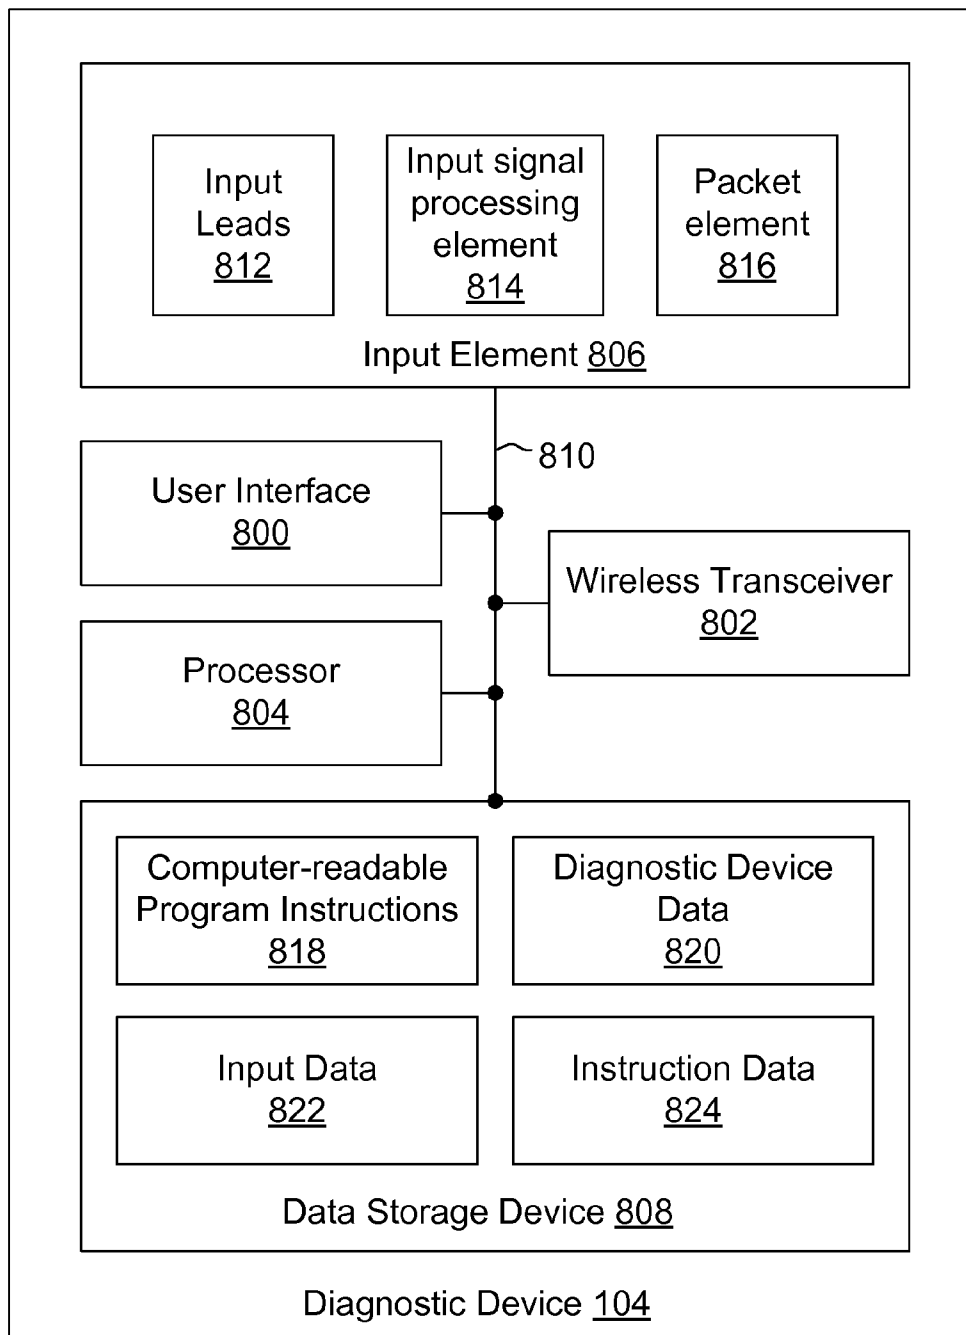 Input
Leads
812
Input signal
processing
element
814
Packet
element
816
Input Element 806
810
User Interface
800
Wireless Transceiver
802
Processor
804
Computer-readable
Program Instructions
818
Diagnostic Device
Data
820
Input Data
822
Instruction Data
824
Data Storage Device 808
Diagnostic Device 104